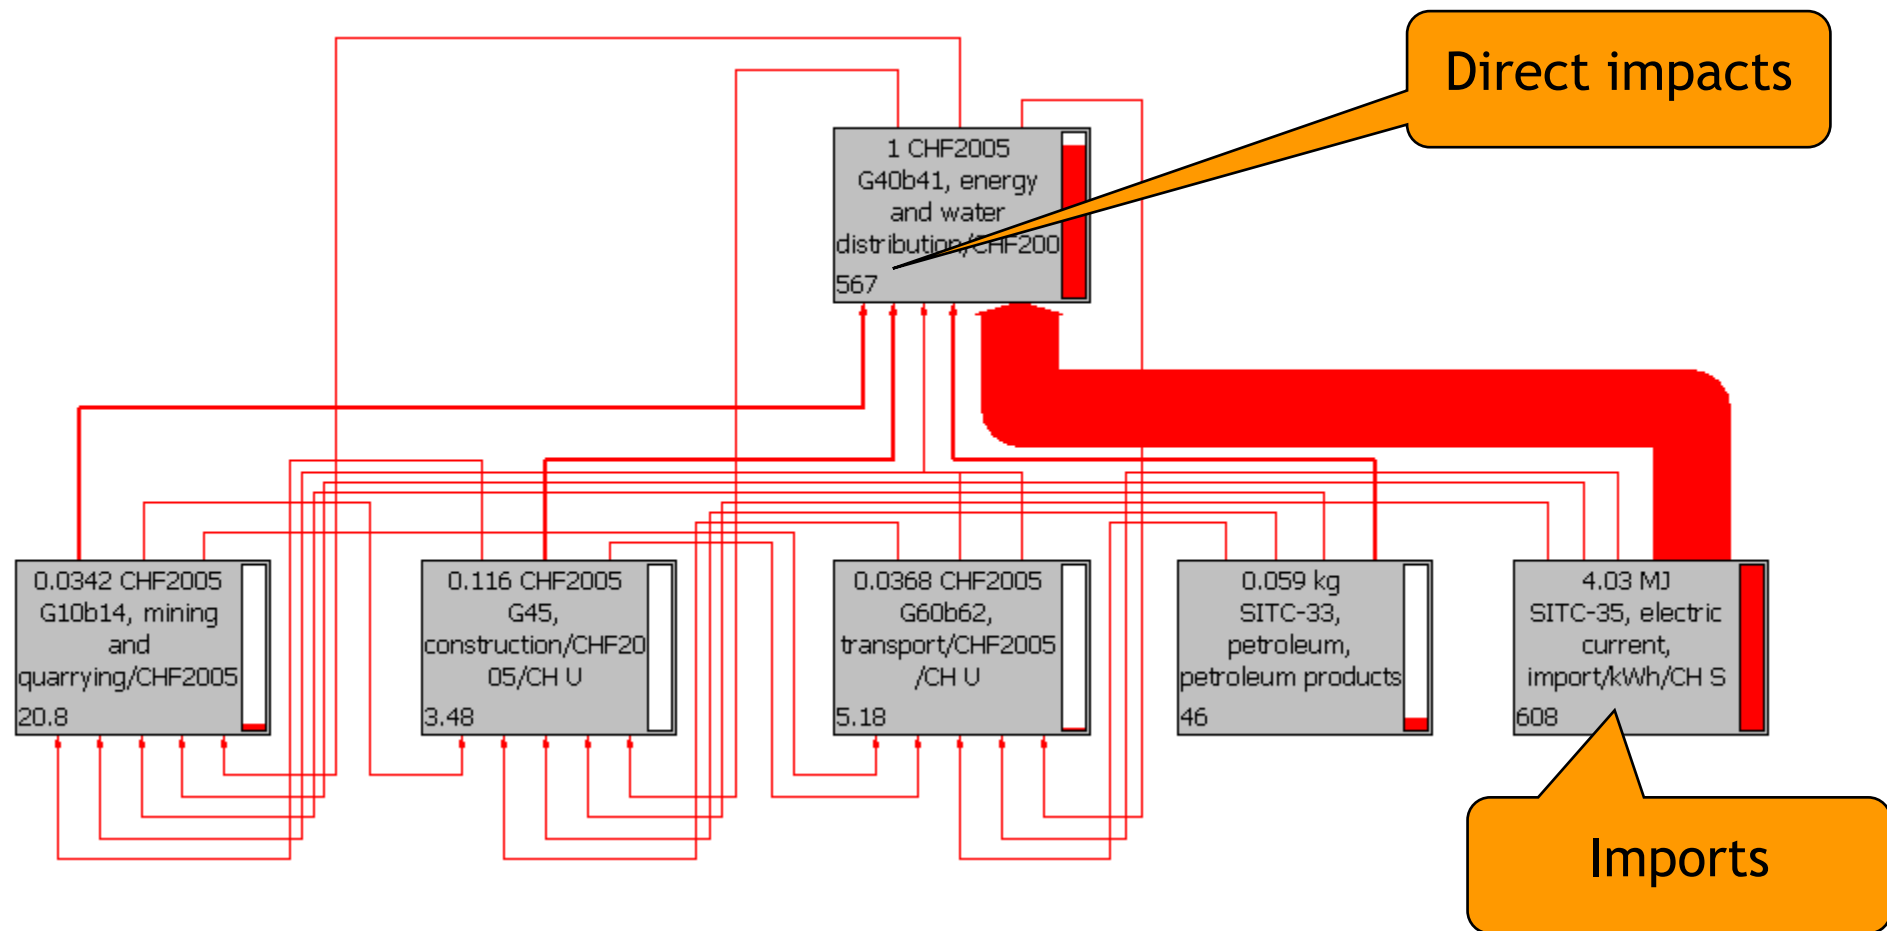 Direct impacts
1 CHF2005
G40b41, energy
and water
distribution/CHF200
567
0.0342 CHF2005
G10b14, mining
and
quarrying/CHF2005
20.8
0.116 CHF2005
G45,
construction/CHF20
05/CH U
3.48
0.0368 CHF2005
G60b62,
transport/CHF2005
/CH U
5.18
0.059 kg
SITC-33,
petroleum,
petroleum products
46
4.03 MJ
SITC-35, electric
current,
import/kWh/CH S
608
Imports